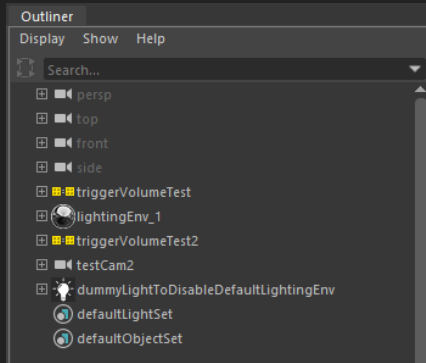 Outliner
Display Show Help
Search...
persp
top
front
side
triggerVolumeTest
lightingEnv_1
triggerVolumeTest2
testCam2
dummyLightToDisableDefaultLightingEnv
defaultLightSet
defaultObjectSet